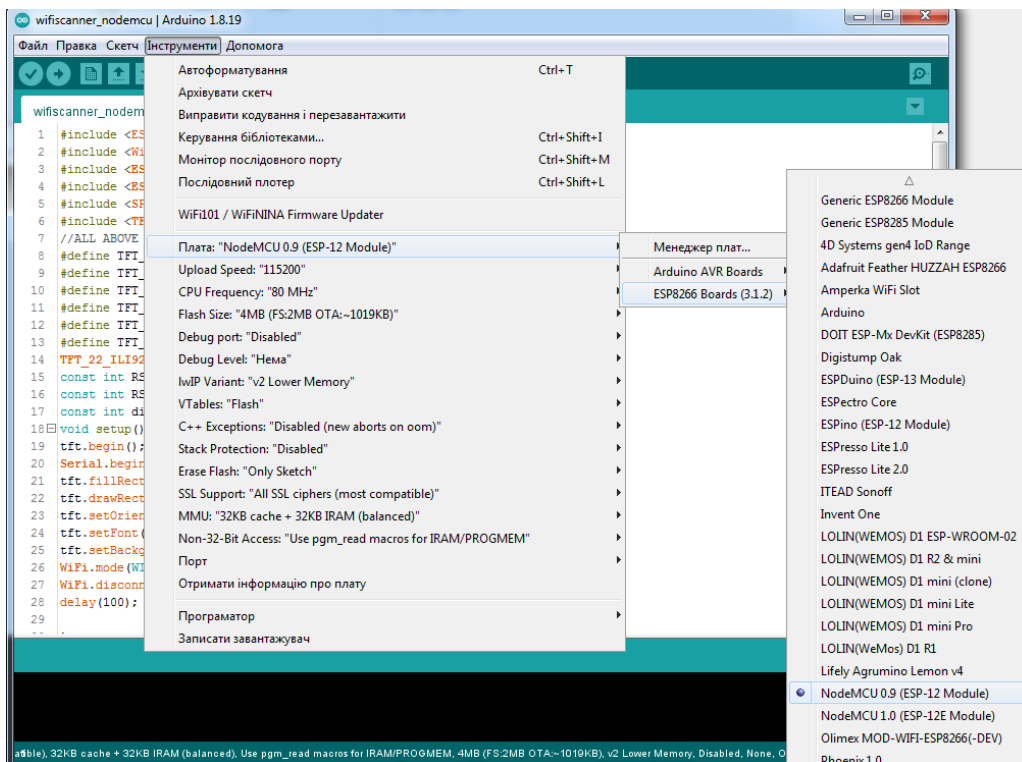 wifiscanner_nodemcu | Arduino 1.8.19
Файл Правка Скетч Інструменти Допомога
wifiscanner_nodem
Автоформатування Ctrl+T
Архівувати скетч
Виправити кодування і перезавантажити
Керування бібліотеками... Ctrl+Shift+I
Монітор послідовного порту Ctrl+Shift+M
Послідовний плотер Ctrl+Shift+L
WiFi101 / WiFiNINA Firmware Updater
Плата: "NodeMCU 0.9 (ESP-12 Module)"
Upload Speed: "115200"
CPU Frequency: "80 MHz"
Flash Size: "4MB (FS:2MB OTA:~1019KB)"
Debug port: "Disabled"
Debug Level: "Нема"
lwIP Variant: "v2 Lower Memory"
VTables: "Flash"
C++ Exceptions: "Disabled (new aborts on oom)"
Stack Protection: "Disabled"
Erase Flash: "Only Sketch"
SSL Support: "All SSL ciphers (most compatible)"
MMU: "32KB cache + 32KB IRAM (balanced)"
Non-32-Bit Access: "Use pgm_read macros for IRAM/PROGMEM"
Порт
Отримати інформацію про плату
Програматор
Записати завантажувач
1 #include <ES
2 #include <Wi
3 #include <ES
4 #include <ES
5 #include <SP
6 #include <TF
7 //ALL ABOVE
8 #define TFT_
9 #define TFT_
10 #define TFT_
11 #define TFT_
12 #define TFT_
13 #define TFT_
14 TFT_22_ILI92
15 const int RS
16 const int RS
17 const int di
18 void setup()
19 tft.begin();
20 Serial.begin
21 tft.fillRect
22 tft.drawRect
23 tft.setOrien
24 tft.setFont(
25 tft.setBackg
26 WiFi.mode(WI
27 WiFi.disconn
28 delay(100);
29
Менеджер плат...
Arduino AVR Boards
ESP8266 Boards (3.1.2)
Generic ESP8266 Module
Generic ESP8285 Module
4D Systems gen4 IoD Range
Adafruit Feather HUZZAH ESP8266
Amperka WiFi Slot
Arduino
DOIT ESP-Mx DevKit (ESP8285)
Digistump Oak
ESPDuino (ESP-13 Module)
ESPectro Core
ESPino (ESP-12 Module)
ESPresso Lite 1.0
ESPresso Lite 2.0
ITEAD Sonoff
Invent One
LOLIN(WEMOS) D1 ESP-WROOM-02
LOLIN(WEMOS) D1 R2 & mini
LOLIN(WEMOS) D1 mini (clone)
LOLIN(WEMOS) D1 mini Lite
LOLIN(WEMOS) D1 mini Pro
LOLIN(WeMos) D1 R1
Lifely Agrumino Lemon v4
NodeMCU 0.9 (ESP-12 Module)
NodeMCU 1.0 (ESP-12E Module)
Olimex MOD-WIFI-ESP8266(-DEV)
Phoenix 1.0
32KB cache + 32KB IRAM (balanced), Use pgm_read macros for IRAM/PROGMEM, 4MB (FS:2MB OTA:~1019KB), v2 Lower Memory, Disabled, None, O